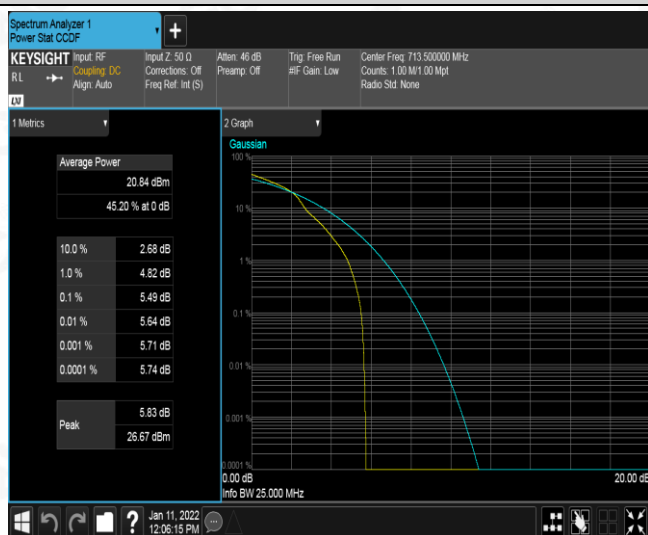 Spectrum Analyzer 1
Power Stat CCDF
+
KEYSIGHT
RL
LXI
Input: RF
Coupling: DC
Align: Auto
Input Z: 50 Ω
Corrections: Off
Freq Ref: Int (S)
Atten: 46 dB
Preamp: Off
Trig: Free Run
#IF Gain: Low
Center Freq: 713.500000 MHz
Counts: 1.00 M/1.00 Mpt
Radio Std: None
1 Metrics
Average Power
20.84 dBm
45.20 % at 0 dB
10.0 % 2.68 dB
1.0 % 4.82 dB
0.1 % 5.49 dB
0.01 % 5.64 dB
0.001 % 5.71 dB
0.0001 % 5.74 dB
Peak
5.83 dB
26.67 dBm
2 Graph
Gaussian
100 %
10 %
1 %
0.1 %
0.01 %
0.001 %
0.0001 %
0.00 dB
20.00 dB
Info BW 25.000 MHz
?
Jan 11, 2022
12:06:15 PM